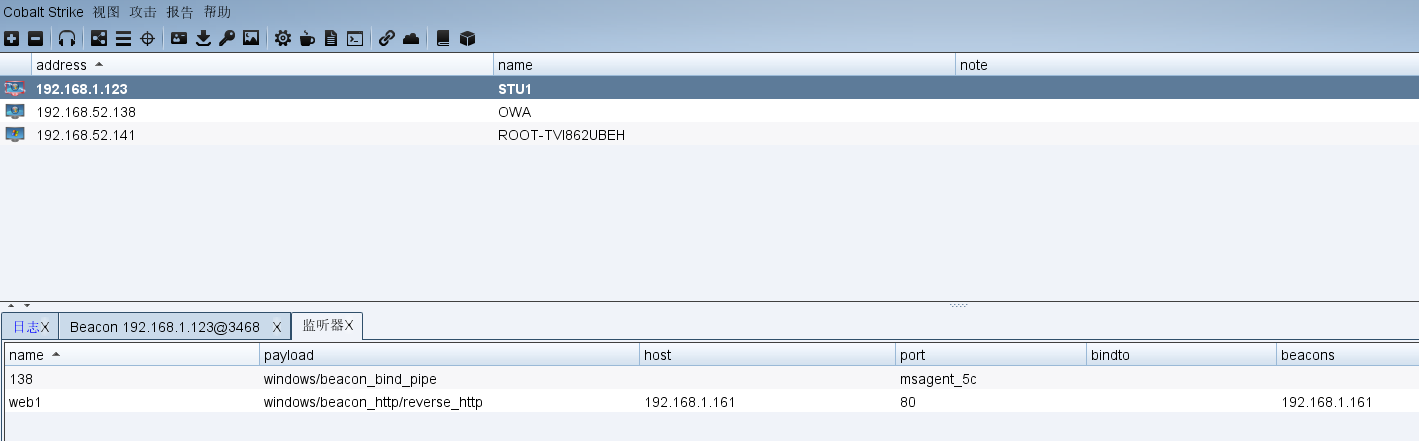 Cobalt Strike 视图 攻击 报告 帮助
address name note
192.168.1.123 STU1
192.168.52.138 OWA
192.168.52.141 ROOT-TVI862UBEH
日志X Beacon 192.168.1.123@3468 X 监听器X
name payload host port bindto beacons
138 windows/beacon_bind_pipe msagent_5c
web1 windows/beacon_http/reverse_http 192.168.1.161 80 192.168.1.161